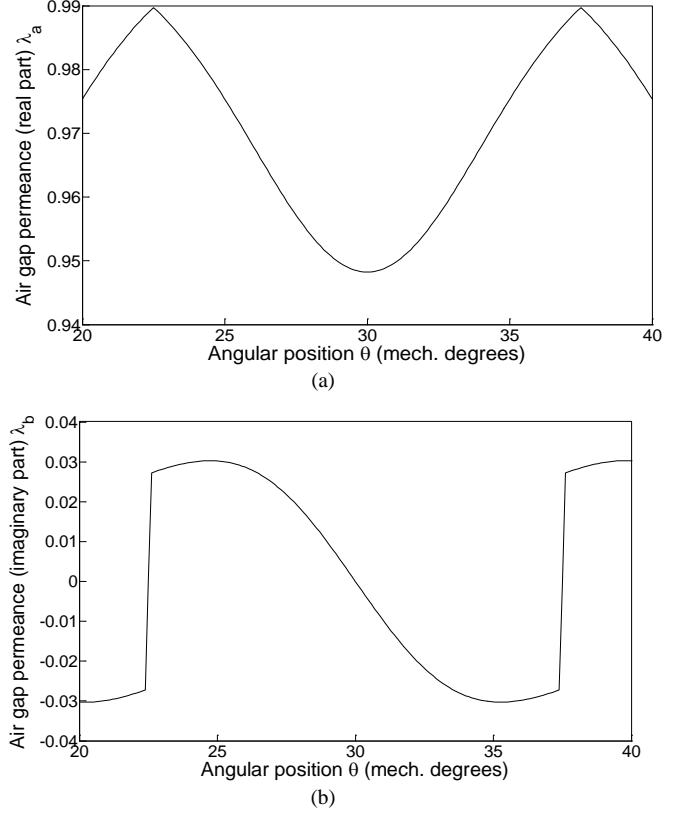 Air gap permeance (real part) λa
0.99
0.98
0.97
0.96
0.95
0.94
20 25 30 35 40
Angular position θ (mech. degrees)
(a)
Air gap permeance (imaginary part) λb
0.04
0.03
0.02
0.01
0
-0.01
-0.02
-0.03
-0.04
20 25 30 35 40
Angular position θ (mech. degrees)
(b)